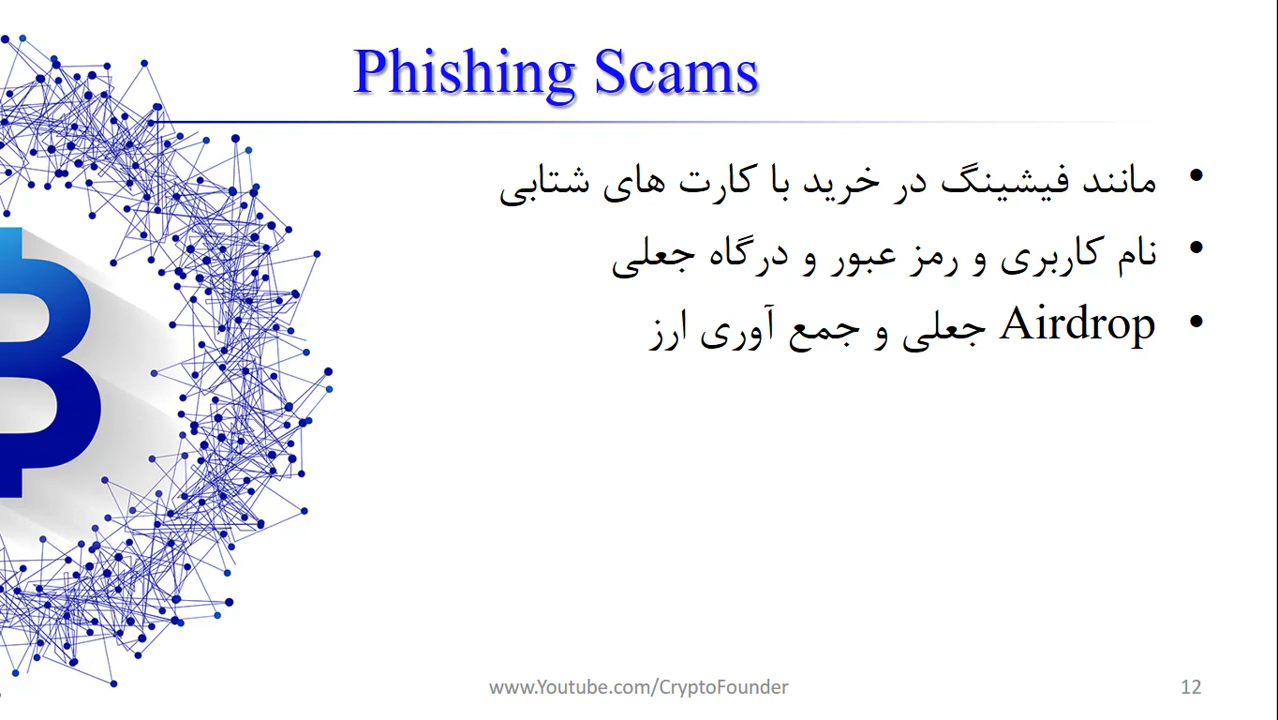 Phishing Scams
• مانند فیشینگ در خرید با کارت های شتابی
• نام کاربری و رمز عبور و درگاه جعلی
• Airdrop جعلی و جمع آوری ارز
www.Youtube.com/CryptoFounder
12